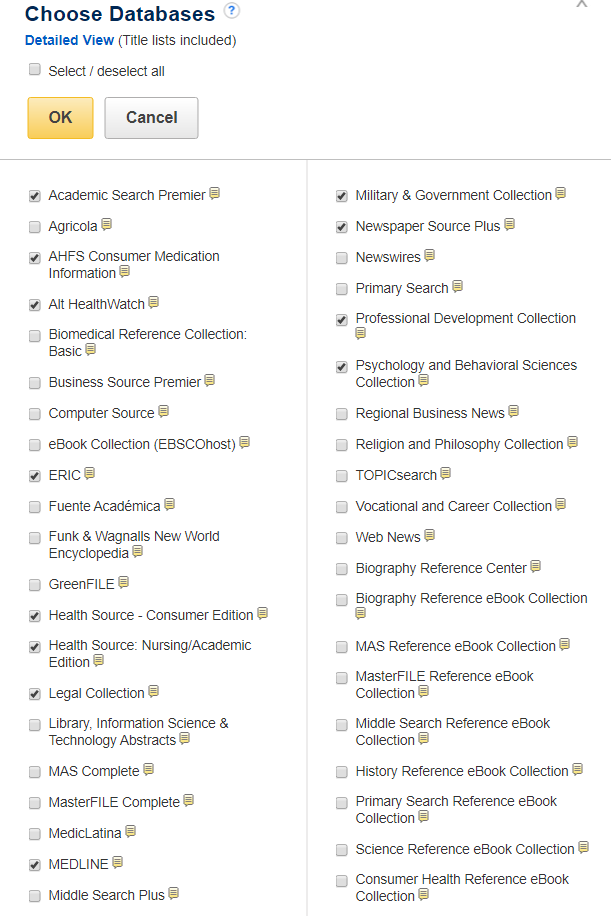 Choose Databases ?
Detailed View (Title lists included)
Select / deselect all
OK Cancel
Academic Search Premier
Agricola
AHFS Consumer Medication
Information
Alt HealthWatch
Biomedical Reference Collection:
Basic
Business Source Premier
Computer Source
eBook Collection (EBSCOhost)
ERIC
Fuente Académica
Funk & Wagnalls New World
Encyclopedia
GreenFILE
Health Source - Consumer Edition
Health Source: Nursing/Academic
Edition
Legal Collection
Library, Information Science &
Technology Abstracts
MAS Complete
MasterFILE Complete
MedicLatina
MEDLINE
Middle Search Plus
Military & Government Collection
Newspaper Source Plus
Newswires
Primary Search
Professional Development Collection
Psychology and Behavioral Sciences
Collection
Regional Business News
Religion and Philosophy Collection
TOPICsearch
Vocational and Career Collection
Web News
Biography Reference Center
Biography Reference eBook Collection
MAS Reference eBook Collection
MasterFILE Reference eBook
Collection
Middle Search Reference eBook
Collection
History Reference eBook Collection
Primary Search Reference eBook
Collection
Science Reference eBook Collection
Consumer Health Reference eBook
Collection